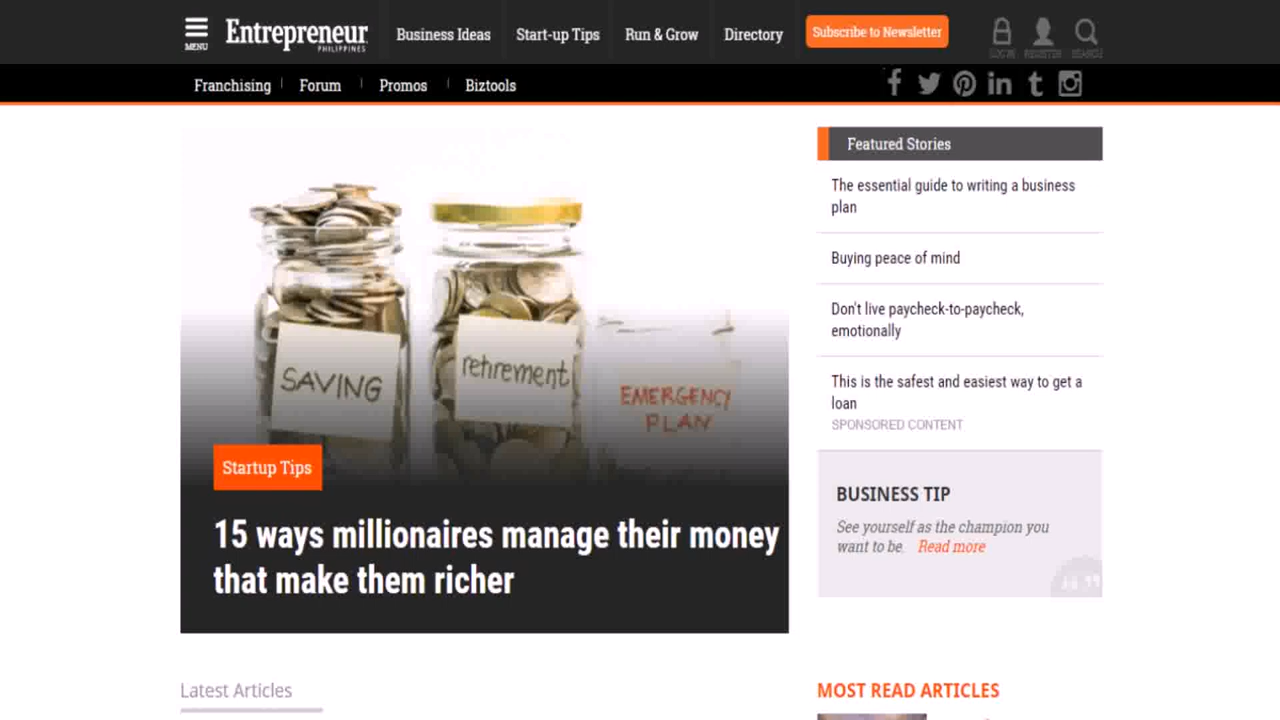 MENU
Entrepreneur
PHILIPPINES
Business Ideas
Start-up Tips
Run & Grow
Directory
Subscribe to Newsletter
LOG IN
REGISTER
SEARCH
Franchising
Forum
Promos
Biztools
SAVING
retirement
EMERGENCY
PLAN
Startup Tips
15 ways millionaires manage their money
that make them richer
Featured Stories
The essential guide to writing a business
plan
Buying peace of mind
Don't live paycheck-to-paycheck,
emotionally
This is the safest and easiest way to get a
loan
SPONSORED CONTENT
BUSINESS TIP
See yourself as the champion you
want to be. Read more
Latest Articles
MOST READ ARTICLES